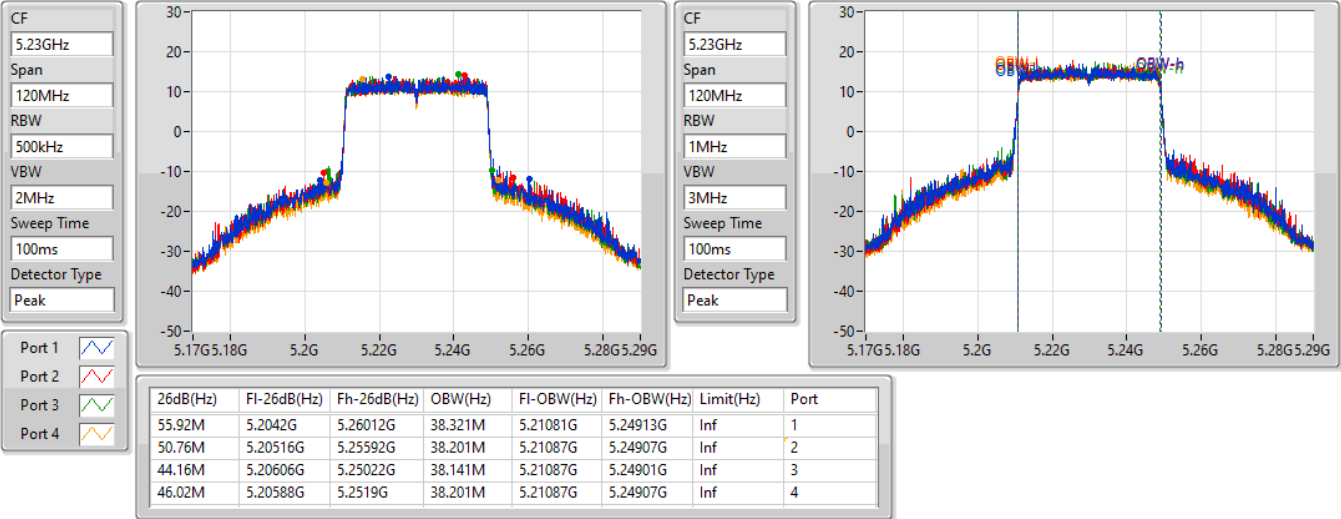 CF
5.23GHz
Span
120MHz
RBW
500kHz
VBW
2MHz
Sweep Time
100ms
Detector Type
Peak
30
20
10
0
-10
-20
-30
-40
-50
5.17G 5.18G 5.2G 5.22G 5.24G 5.26G 5.28G 5.29G
CF
5.23GHz
Span
120MHz
RBW
1MHz
VBW
3MHz
Sweep Time
100ms
Detector Type
Peak
30
20
10
0
-10
-20
-30
-40
-50
OBW-l OBW-h
5.17G 5.18G 5.2G 5.22G 5.24G 5.26G 5.28G 5.29G
Port 1
Port 2
Port 3
Port 4
26dB(Hz) Fl-26dB(Hz) Fh-26dB(Hz) OBW(Hz) Fl-OBW(Hz) Fh-OBW(Hz) Limit(Hz) Port
55.92M 5.2042G 5.26012G 38.321M 5.21081G 5.24913G Inf 1
50.76M 5.20516G 5.25592G 38.201M 5.21087G 5.24907G Inf 2
44.16M 5.20606G 5.25022G 38.141M 5.21087G 5.24901G Inf 3
46.02M 5.20588G 5.2519G 38.201M 5.21087G 5.24907G Inf 4